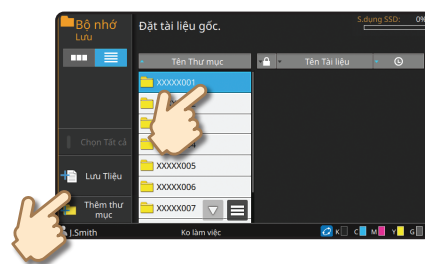 Bộ nhớ
Lưu
Đặt tài liệu gốc.
S.dụng SSD: 0%
Tên Thư mục
Tên Tài liệu
XXXXX001
Chọn Tất cả
XXXXX005
Lưu Tliệu
XXXXX006
Thêm thư
mục
XXXXX007
J.Smith
Ko làm việc
K
C
M
Y
G